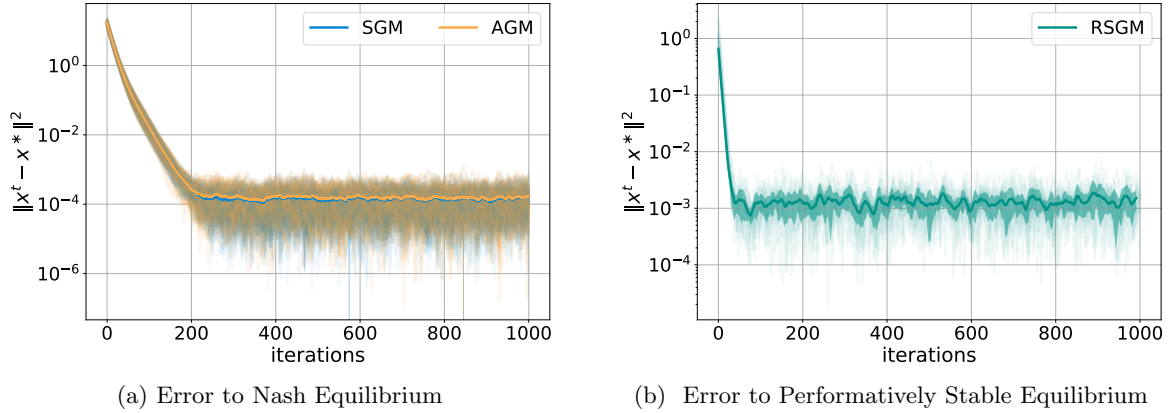 SGM AGM
10^0
10^-2
10^-4
10^-6
‖x^t − x*‖^2
0 200 400 600 800 1000
iterations
(a) Error to Nash Equilibrium
RSGM
10^0
10^-1
10^-2
10^-3
10^-4
‖x^t − x*‖^2
0 200 400 600 800 1000
iterations
(b) Error to Performatively Stable Equilibrium